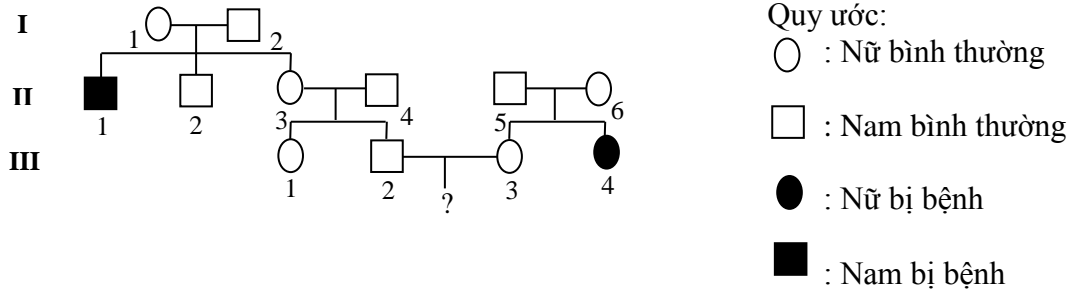 I
1
2
II
1
2
3
4
5
6
III
1
2
?
3
4
Quy ước:
: Nữ bình thường
: Nam bình thường
: Nữ bị bệnh
: Nam bị bệnh